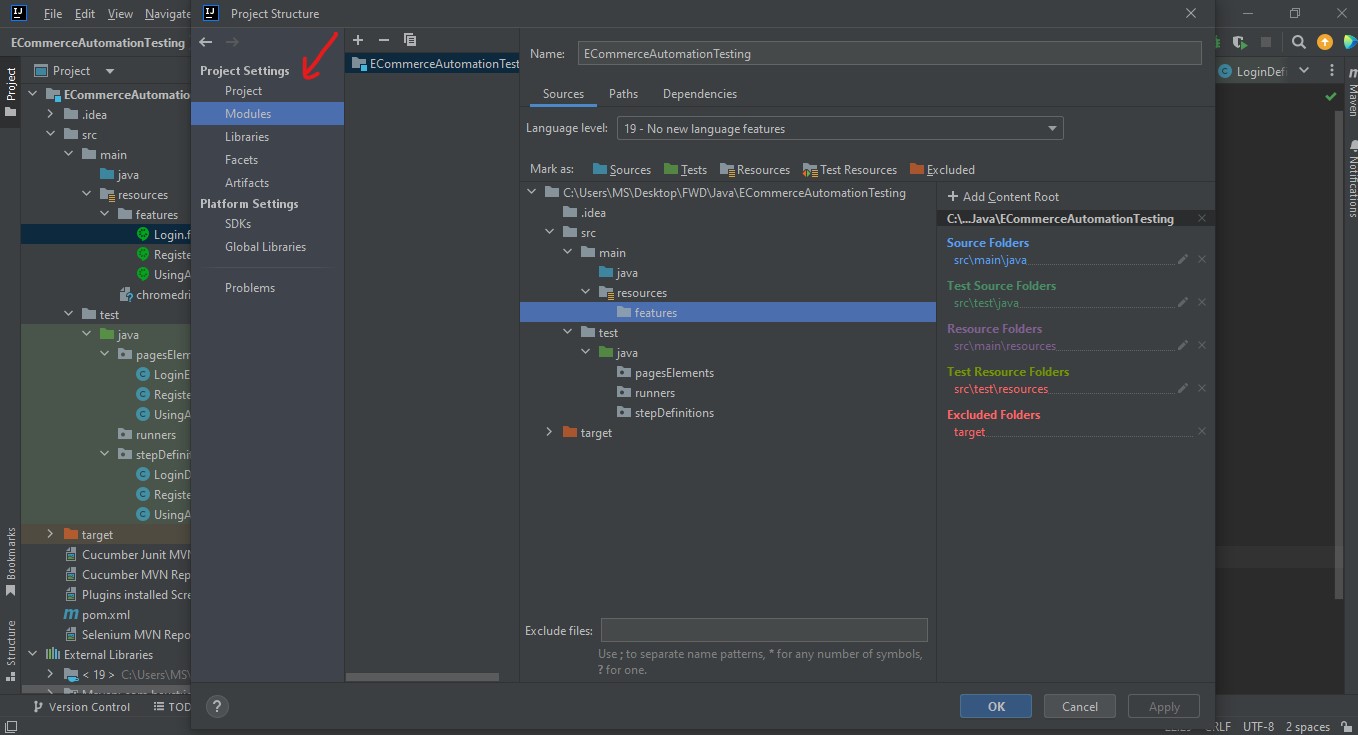 File Edit View Navigate
Project Structure
ECommerceAutomationTesting
Project
Project
ECommerceAutomation
.idea
src
main
java
resources
features
Login.f
Registe
UsingA
chromedri
test
java
pagesElem
LoginE
Registe
UsingA
runners
stepDefinit
LoginD
Registe
UsingA
target
Cucumber Junit MVN
Cucumber MVN Rep
Plugins installed Scre
pom.xml
Selenium MVN Repo
External Libraries
< 19 > C:\Users\MS\
Bookmarks
Structure
Version Control
TOD
Project Settings
Project
Modules
Libraries
Facets
Artifacts
Platform Settings
SDKs
Global Libraries
Problems
ECommerceAutomationTest
Name: ECommerceAutomationTesting
Sources Paths Dependencies
Language level: 19 - No new language features
Mark as: Sources Tests Resources Test Resources Excluded
C:\Users\MS\Desktop\FWD\Java\ECommerceAutomationTesting
.idea
src
main
java
resources
features
test
java
pagesElements
runners
stepDefinitions
target
Add Content Root
C:\...Java\ECommerceAutomationTesting
Source Folders
src\main\java
Test Source Folders
src\test\java
Resource Folders
src\main\resources
Test Resource Folders
src\test\resources
Excluded Folders
target
Exclude files:
Use ; to separate name patterns, * for any number of symbols,
? for one.
?
OK Cancel Apply
LoginDefi
Maven
Notifications
CRLF UTF-8 2 spaces